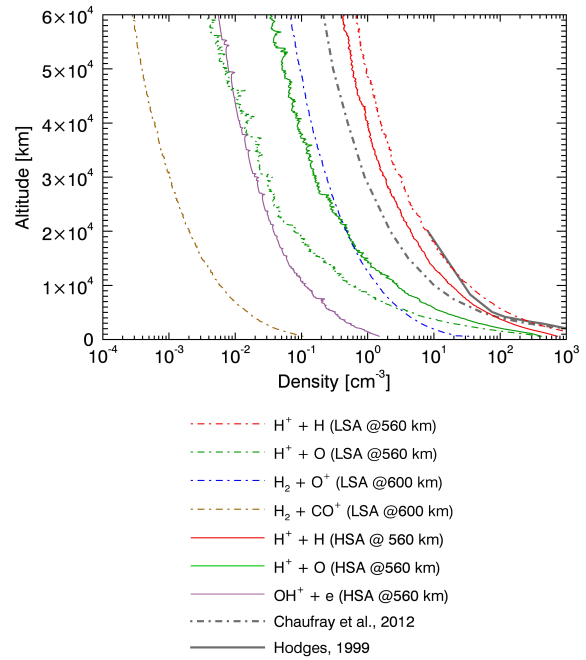 6×10⁴
5×10⁴
4×10⁴
3×10⁴
2×10⁴
1×10⁴
0
Altitude [km]
10⁻⁴ 10⁻³ 10⁻² 10⁻¹ 10⁰ 10¹ 10² 10³
Density [cm⁻³]
H⁺ + H (LSA @560 km)
H⁺ + O (LSA @560 km)
H₂ + O⁺ (LSA @600 km)
H₂ + CO⁺ (LSA @600 km)
H⁺ + H (HSA @ 560 km)
H⁺ + O (HSA @560 km)
OH⁺ + e (HSA @560 km)
Chaufray et al., 2012
Hodges, 1999